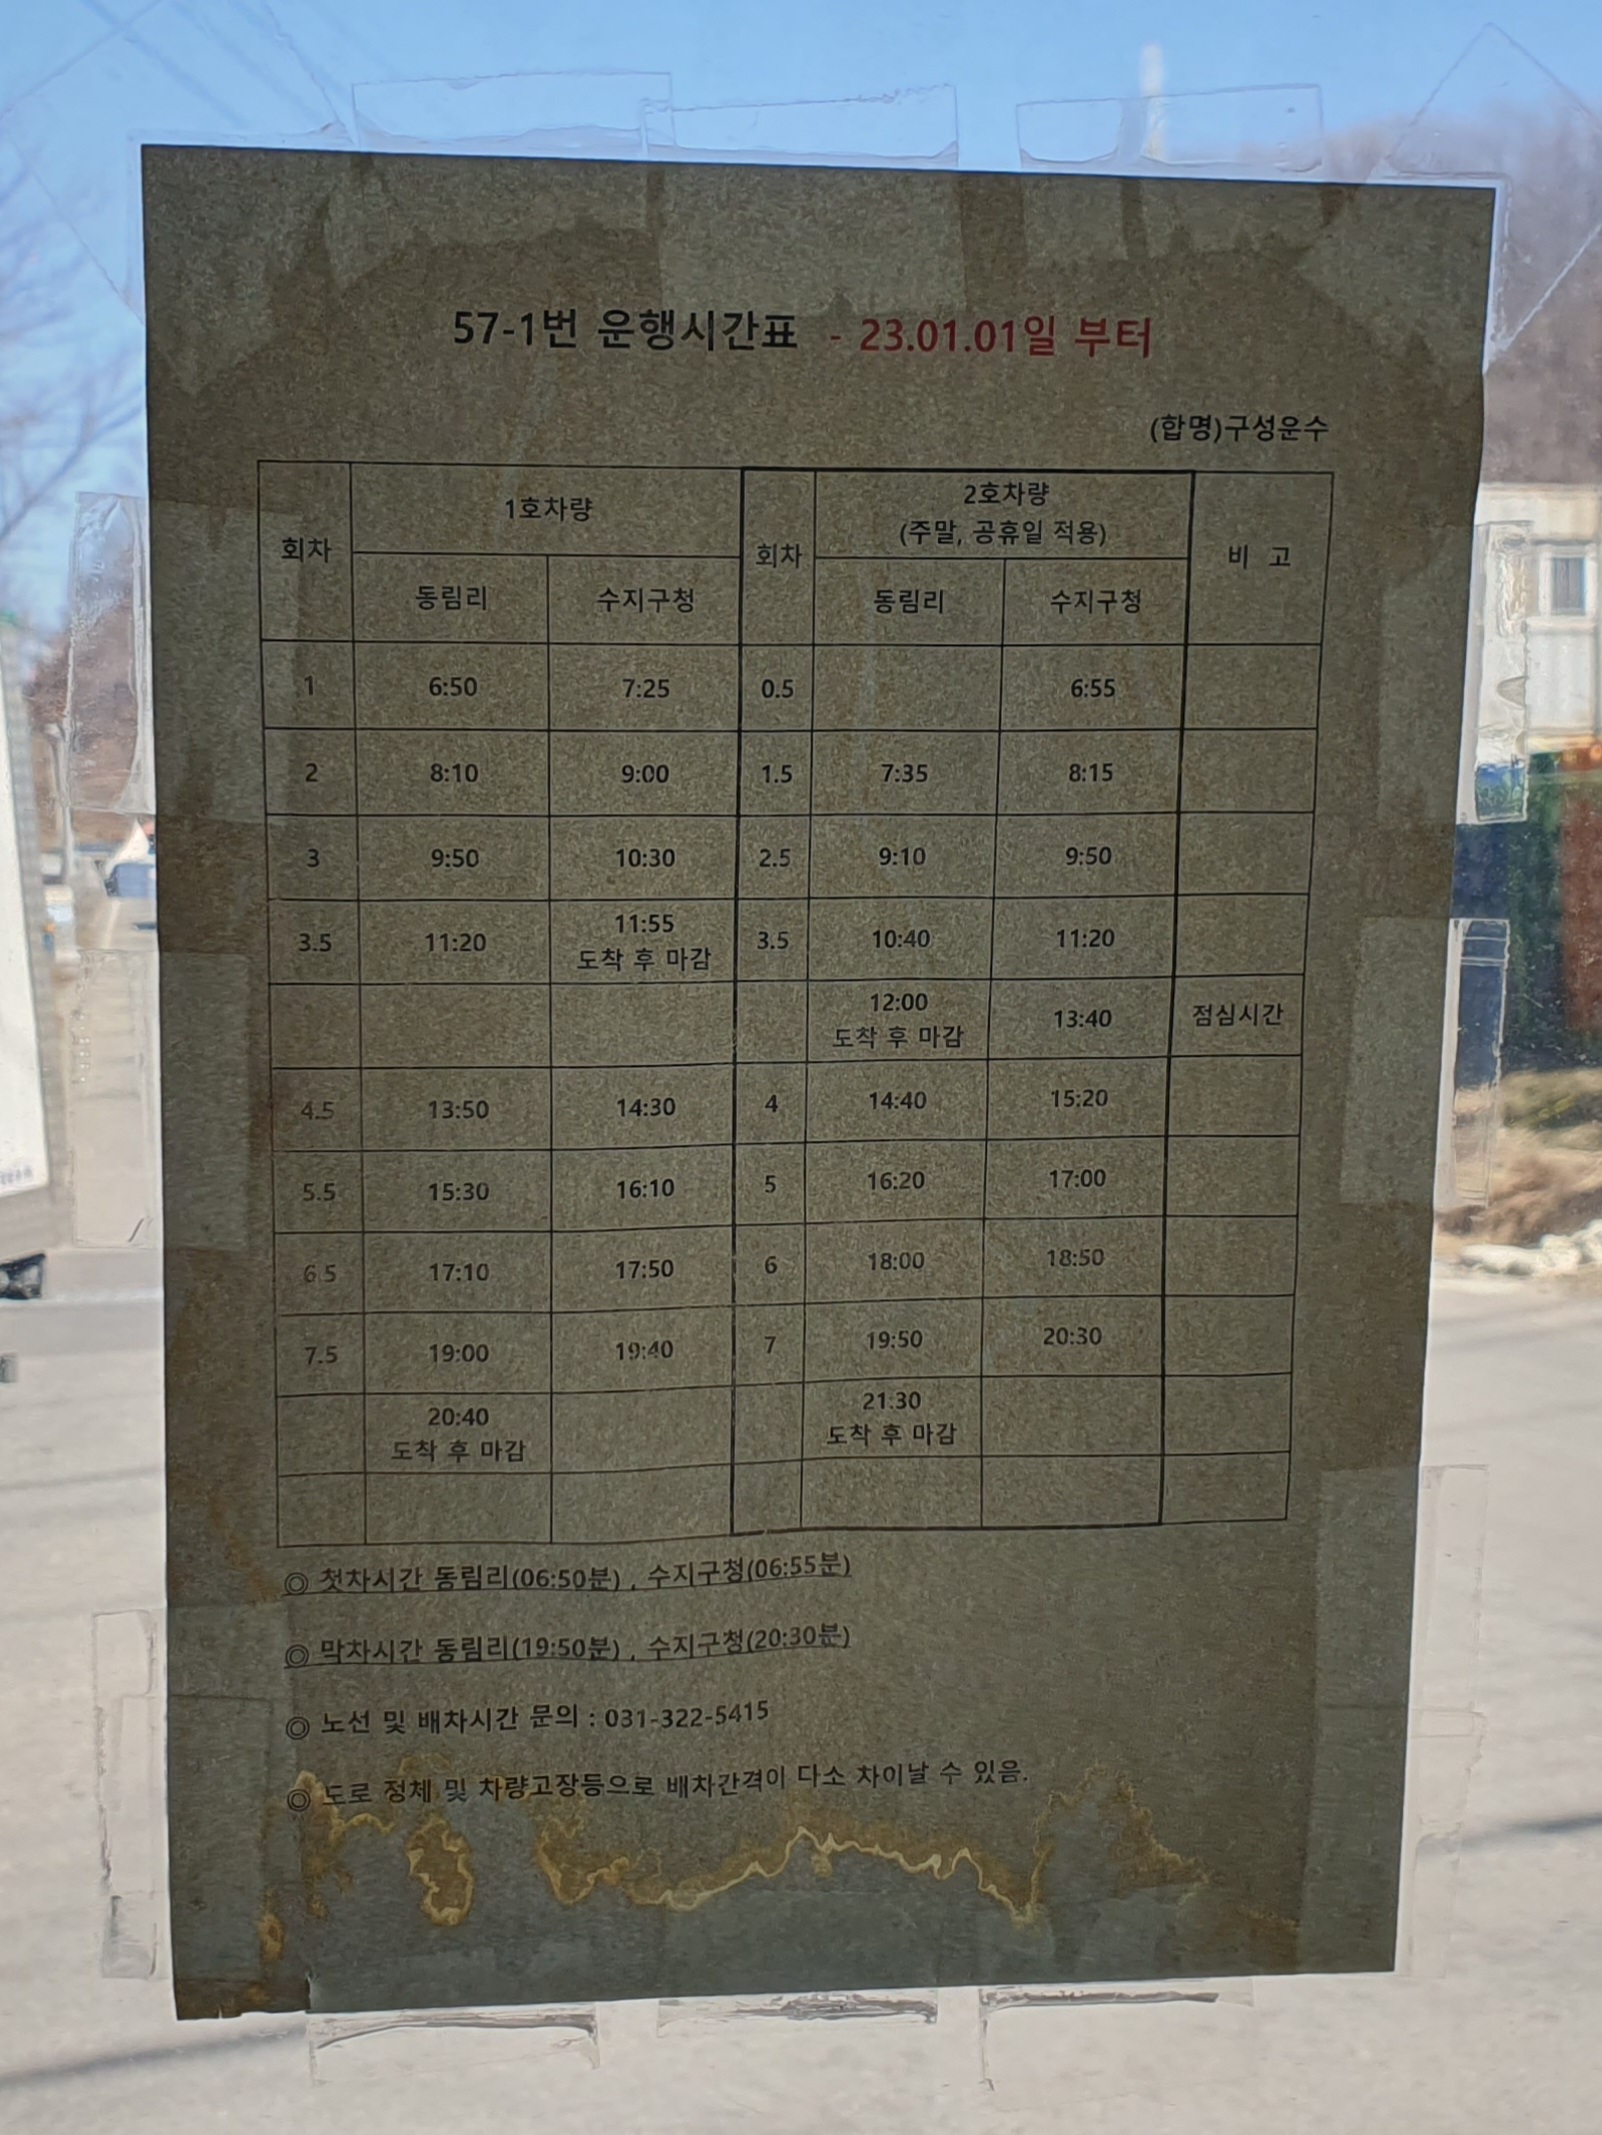 57-1번 운행시간표 - 23.01.01일 부터
(합명)구성운수
회차 1호차량 회차 2호차량 (주말, 공휴일 적용) 비 고
동림리 수지구청 동림리 수지구청
1 6:50 7:25 0.5 6:55
2 8:10 9:00 1.5 7:35 8:15
3 9:50 10:30 2.5 9:10 9:50
3.5 11:20 11:55 도착 후 마감 3.5 10:40 11:20
12:00 도착 후 마감 13:40 점심시간
4.5 13:50 14:30 4 14:40 15:20
5.5 15:30 16:10 5 16:20 17:00
6.5 17:10 17:50 6 18:00 18:50
7.5 19:00 19:40 7 19:50 20:30
20:40 도착 후 마감 21:30 도착 후 마감
◎ 첫차시간 동림리(06:50분) , 수지구청(06:55분)
◎ 막차시간 동림리(19:50분) , 수지구청(20:30분)
◎ 노선 및 배차시간 문의 : 031-322-5415
◎ 도로 정체 및 차량고장등으로 배차간격이 다소 차이날 수 있음.